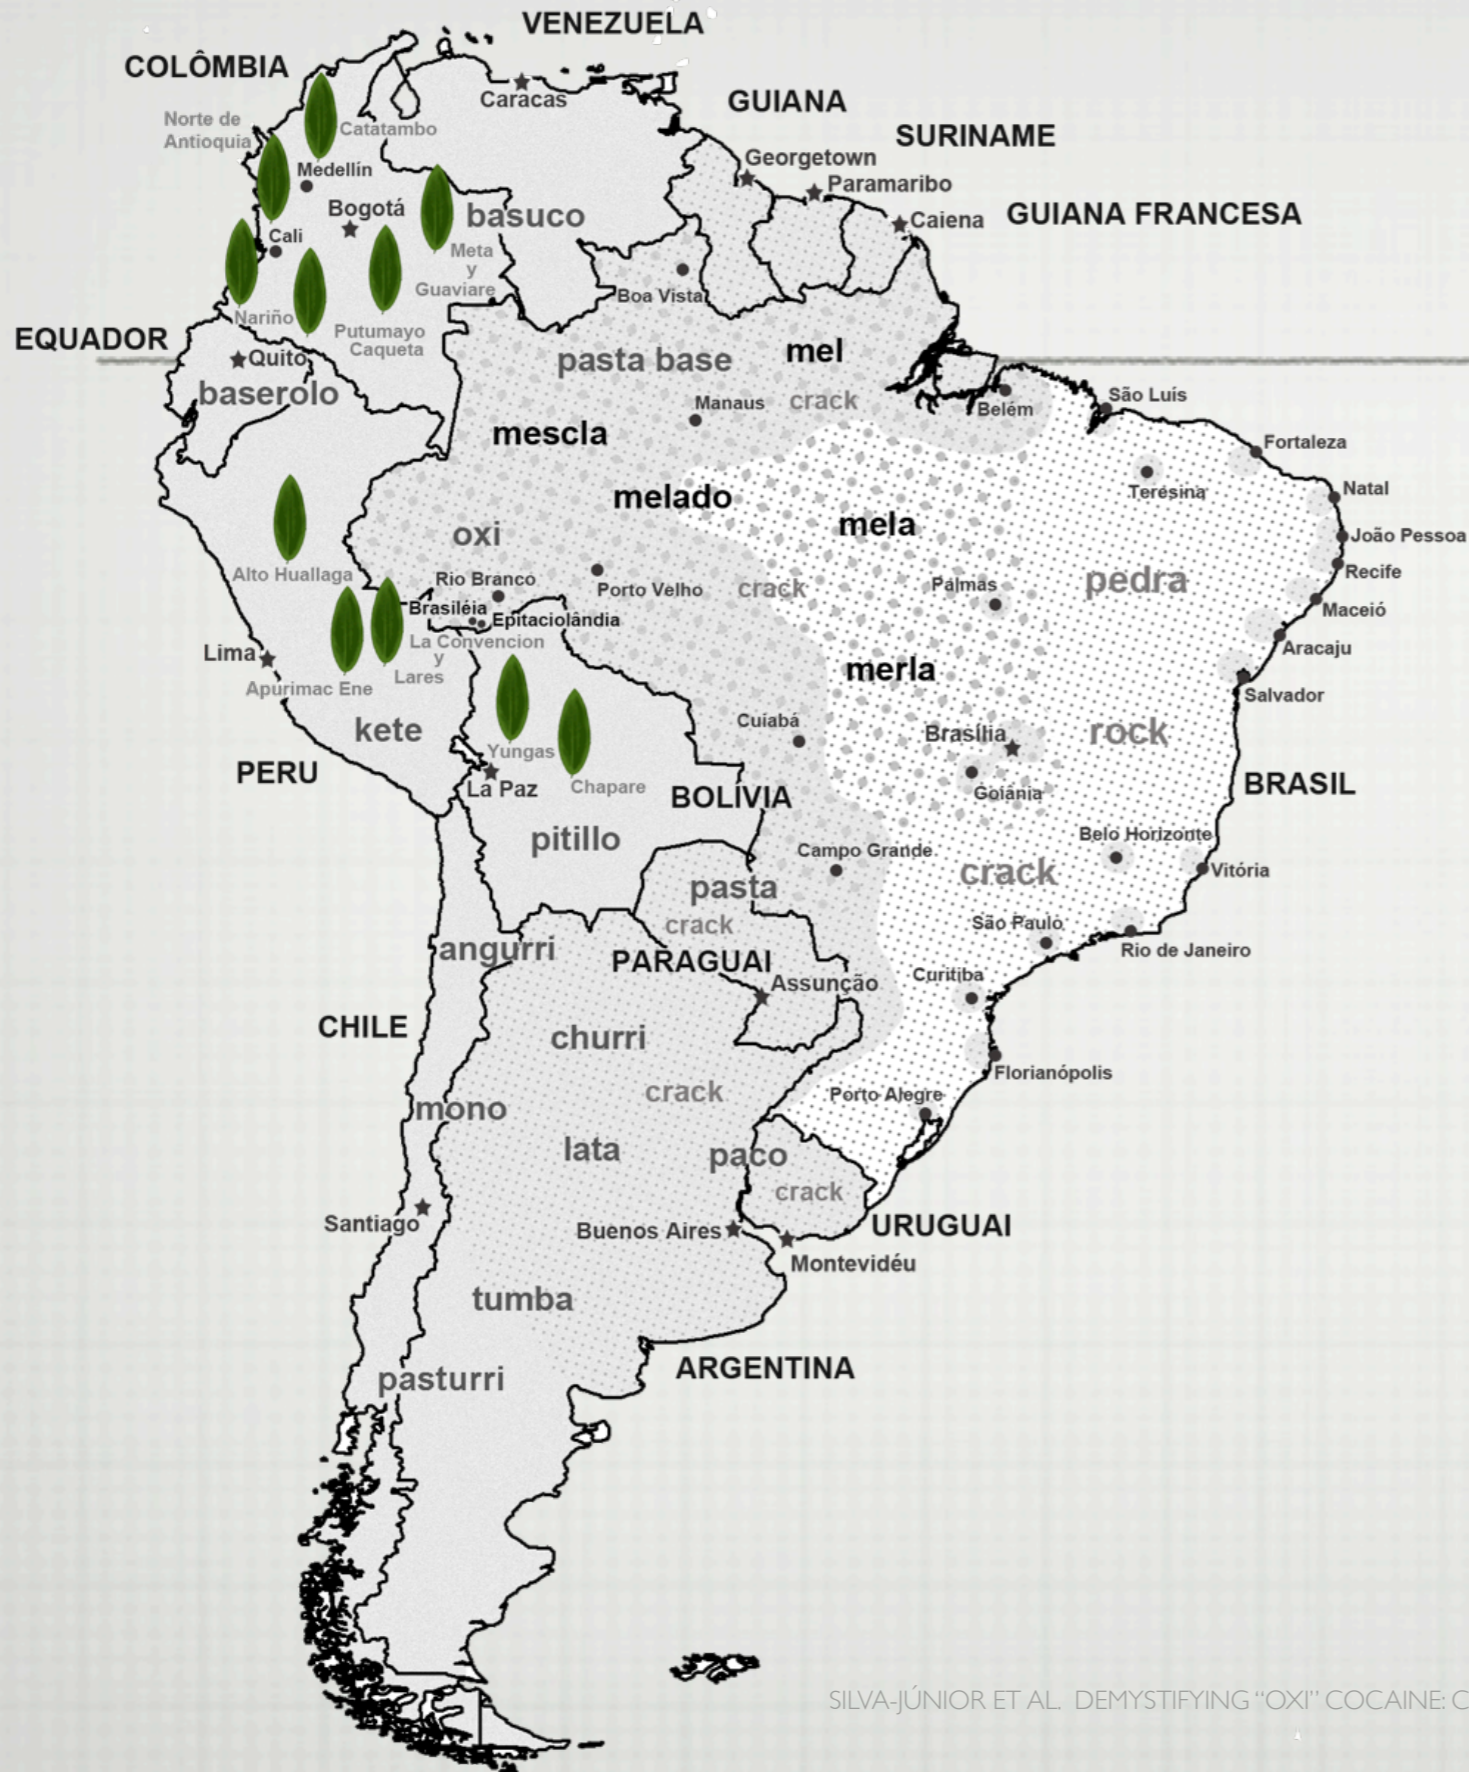 VENEZUELA
COLÔMBIA
Caracas
GUIANA
Norte de
Antioquia
Catatambo
SURINAME
Georgetown
Medellín
Paramaribo
Bogotá
basuco
GUIANA FRANCESA
Caiena
Cali
Meta
y
Guaviare
Boa Vista
Nariño
Putumayo
Caqueta
EQUADOR
Quito
pasta base
mel
baserolo
Manaus
crack
Belém
São Luís
mescla
Fortaleza
melado
Teresina
Natal
mela
oxi
João Pessoa
Alto Huallaga
Rio Branco
Porto Velho
crack
Palmas
pedra
Recife
Brasiléia
Epitaciolândia
Maceió
La Convencion
y
Lares
Lima
Aracaju
merla
Apurimac Ene
Salvador
kete
Cuiabá
Brasília
rock
Yungas
PERU
La Paz
Chapare
BOLÍVIA
Goiânia
BRASIL
pitillo
Campo Grande
Belo Horizonte
crack
Vitória
pasta
crack
São Paulo
angurri
PARAGUAI
Rio de Janeiro
Assunção
Curitiba
CHILE
churri
Florianópolis
crack
Porto Alegre
mono
lata
paco
crack
Santiago
Buenos Aires
URUGUAI
Montevidéu
tumba
pasturri
ARGENTINA
SILVA-JÚNIOR ET AL. DEMYSTIFYING “OXI” COCAINE: C